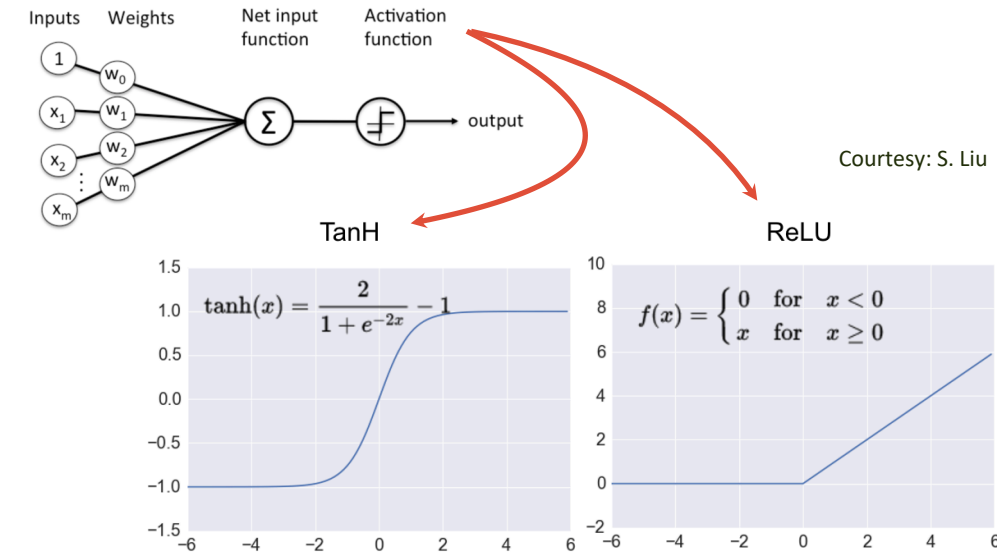 Inputs Weights Net input function Activation function
1
w0
x1
w1
x2
w2
⋮
wm
xm
Σ
output
Courtesy: S. Liu
TanH
ReLU
1.5
1.0
0.5
0.0
−0.5
−1.0
−1.5
−6 −4 −2 0 2 4 6
tanh(x) = 2 / (1 + e^{−2x}) − 1
10
8
6
4
2
0
−2
−6 −4 −2 0 2 4 6
f(x) = { 0 for x < 0
x for x ≥ 0